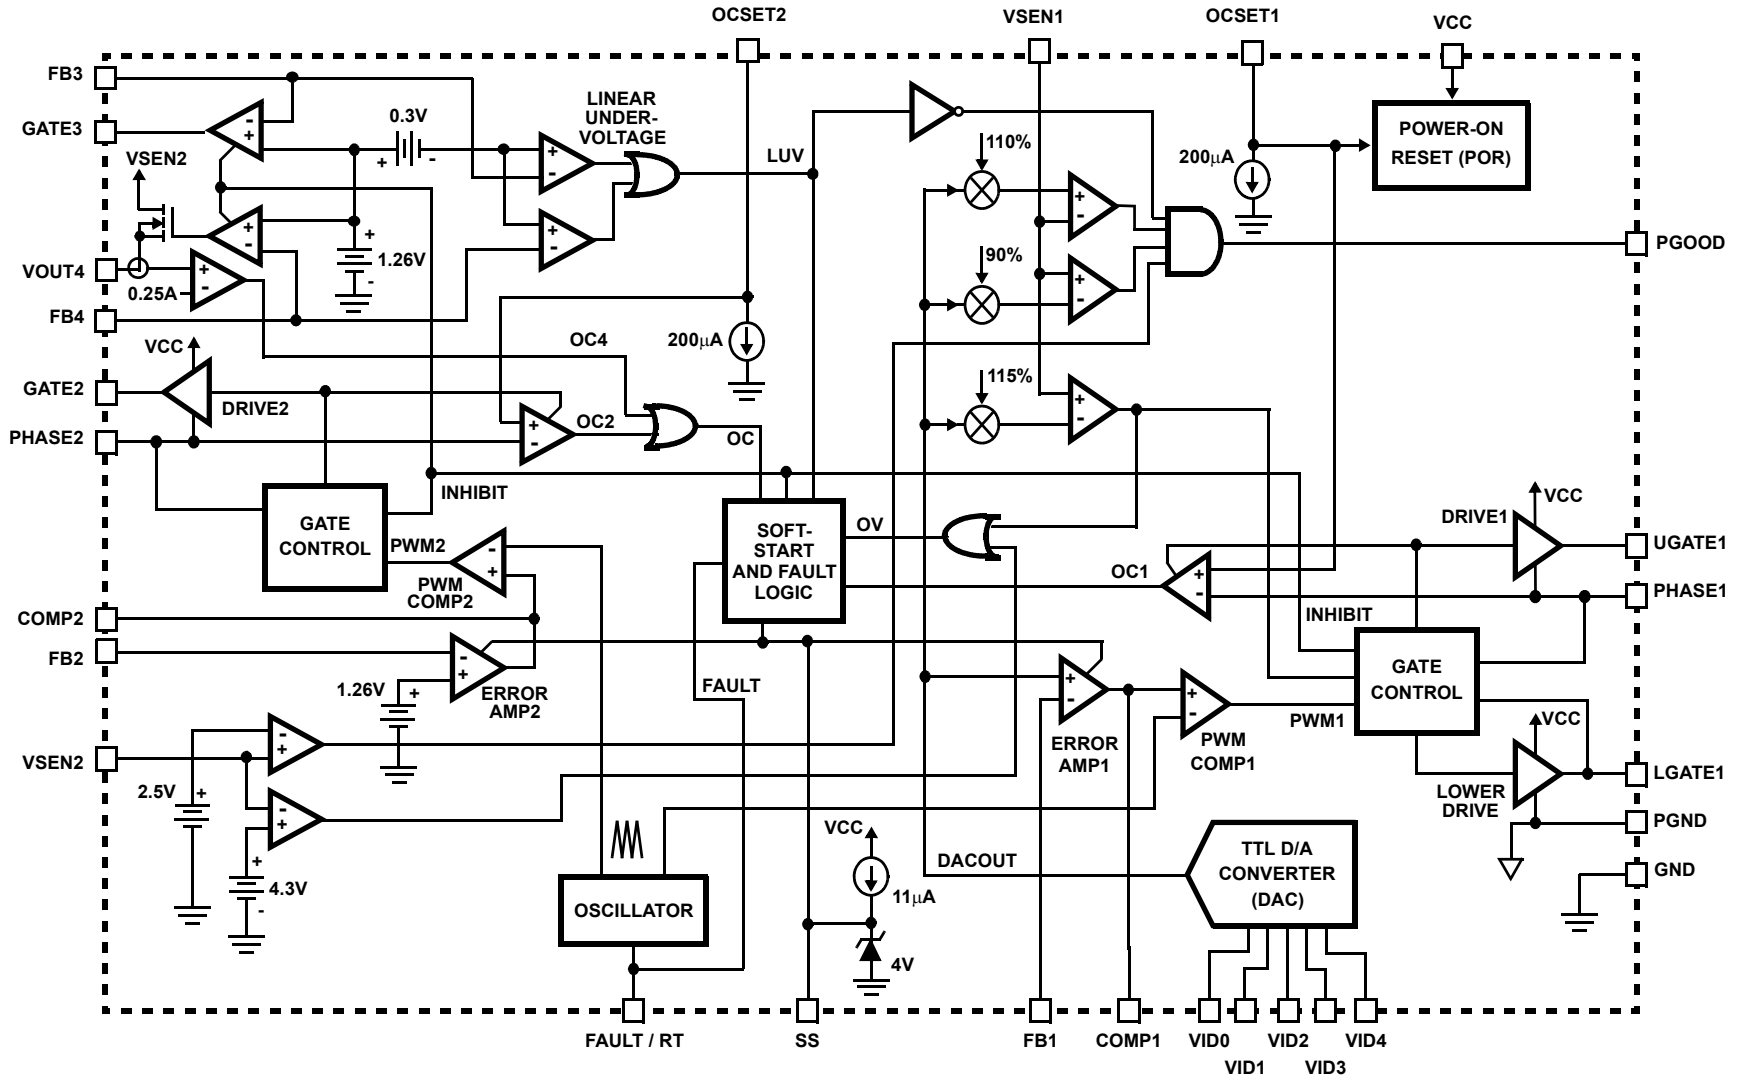 OCSET2
VSEN1
OCSET1
VCC
FB3
GATE3
VSEN2
VOUT4
0.25A
FB4
-
+
+
-
+
-
0.3V
+
-
+
1.26V
-
LINEAR
UNDER-
VOLTAGE
+
-
+
-
LUV
110%
90%
115%
+
-
+
-
+
-
200µA
POWER-ON
RESET (POR)
PGOOD
VCC
GATE2
DRIVE2
PHASE2
OC4
200µA
+
-
OC2
OC
INHIBIT
GATE
CONTROL
PWM2
-
+
PWM
COMP2
SOFT-
START
AND FAULT
LOGIC
OV
OC1
+
-
DRIVE1
VCC
UGATE1
PHASE1
INHIBIT
COMP2
FB2
-
+
1.26V
+
ERROR
AMP2
FAULT
+
-
ERROR
AMP1
+
-
PWM
COMP1
PWM1
GATE
CONTROL
VCC
LOWER
DRIVE
LGATE1
PGND
GND
VSEN2
-
+
2.5V
+
-
+
+
4.3V
-
OSCILLATOR
VCC
11µA
4V
DACOUT
TTL D/A
CONVERTER
(DAC)
FAULT / RT
SS
FB1
COMP1
VID0
VID1
VID2
VID3
VID4